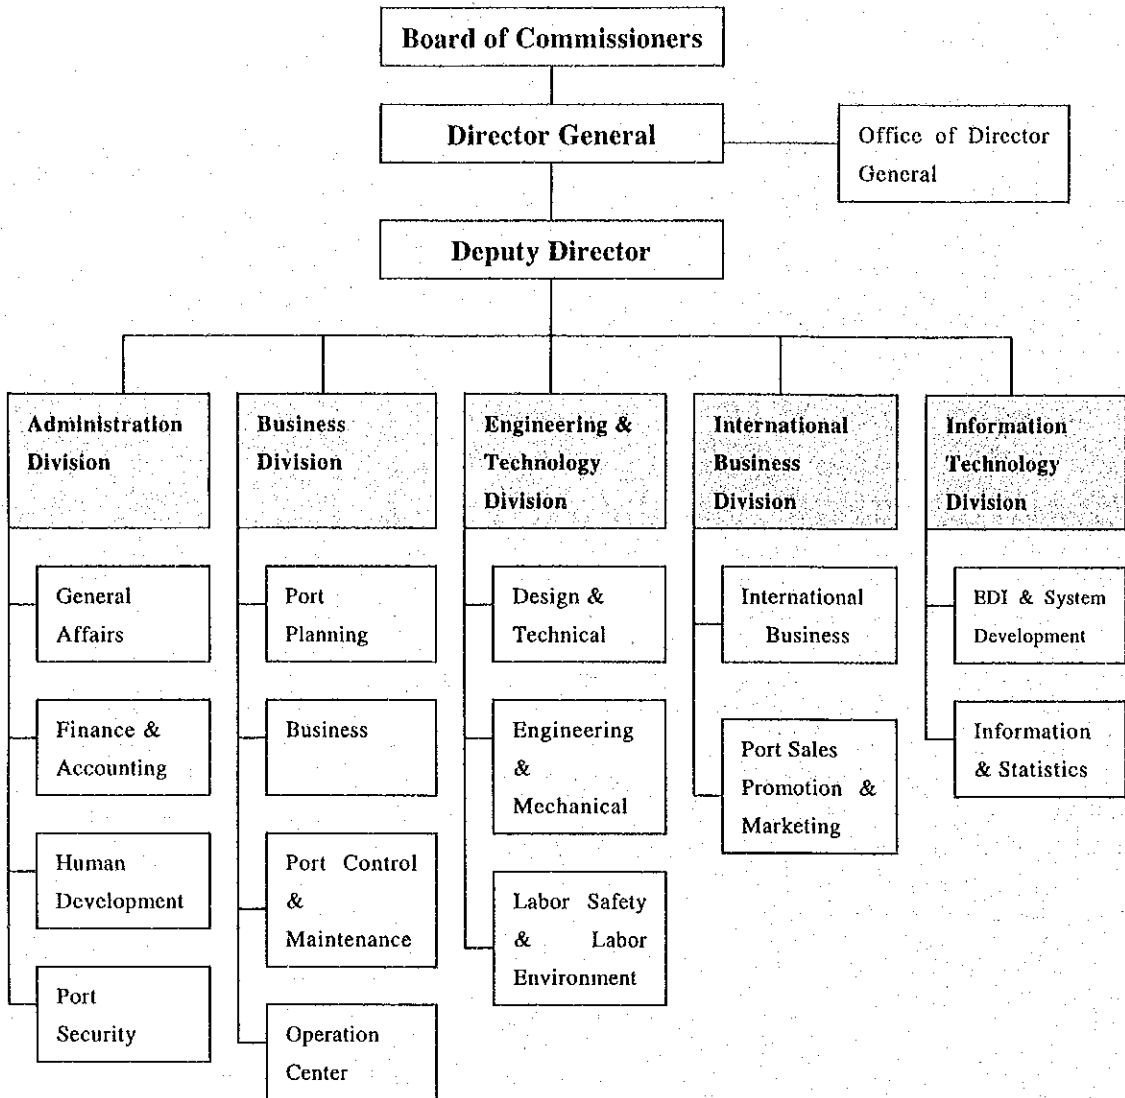 Board of Commissioners
Director General
Office of Director
General
Deputy Director
Administration
Division
General
Affairs
Finance &
Accounting
Human
Development
Port
Security
Business
Division
Port
Planning
Business
Port Control
&
Maintenance
Operation
Center
Engineering &
Technology
Division
Design &
Technical
Engineering
&
Mechanical
Labor Safety
& Labor
Environment
International
Business
Division
International
Business
Port Sales
Promotion &
Marketing
Information
Technology
Division
EDI & System
Development
Information
& Statistics